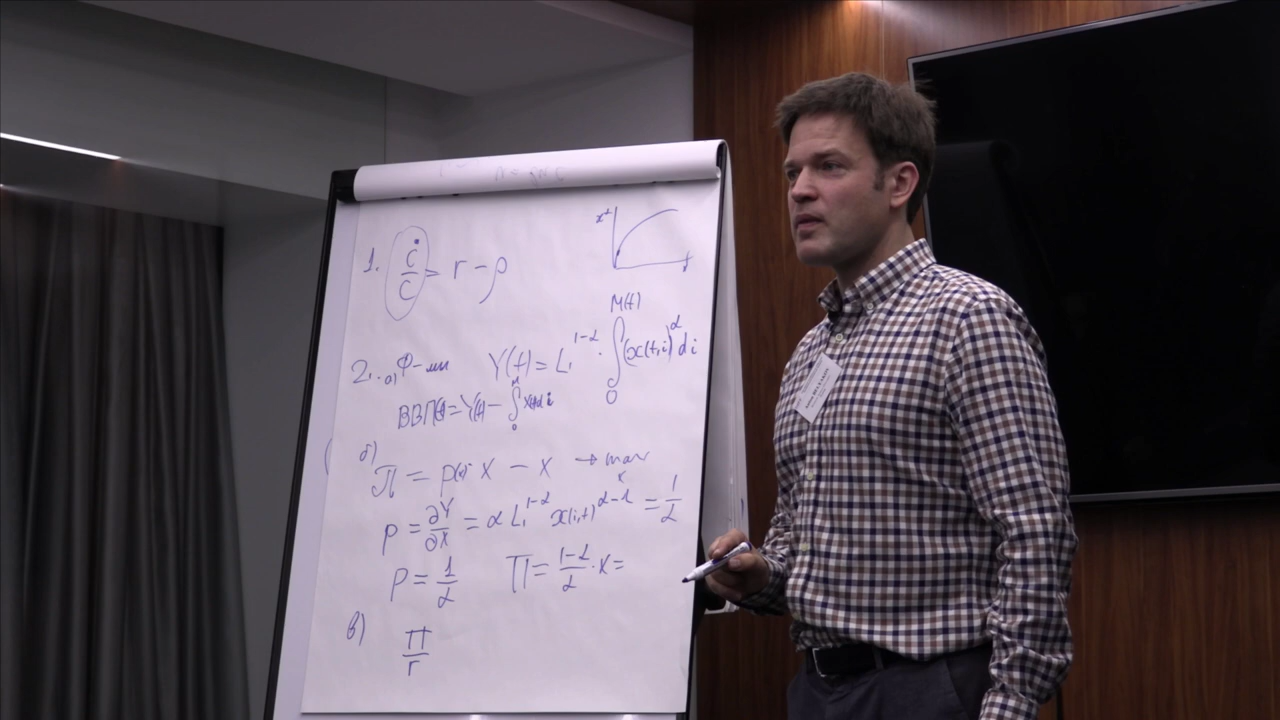 1. ċ/c = r − ρ
x^α
t
2. а) Ф-ии Y(t) = L₁^(1-α) · ∫₀^M(t) (x(t,i))^α di
ВВП(t) = Y(t) − ∫₀^M x(t,i) di
б) π = p(x)·x − x → max x
p = ∂Y/∂X = α L₁^(1-α) x(i,t)^(α-1) = 1/α
P = 1/α П = (1-α)/α · x =
в) П/r